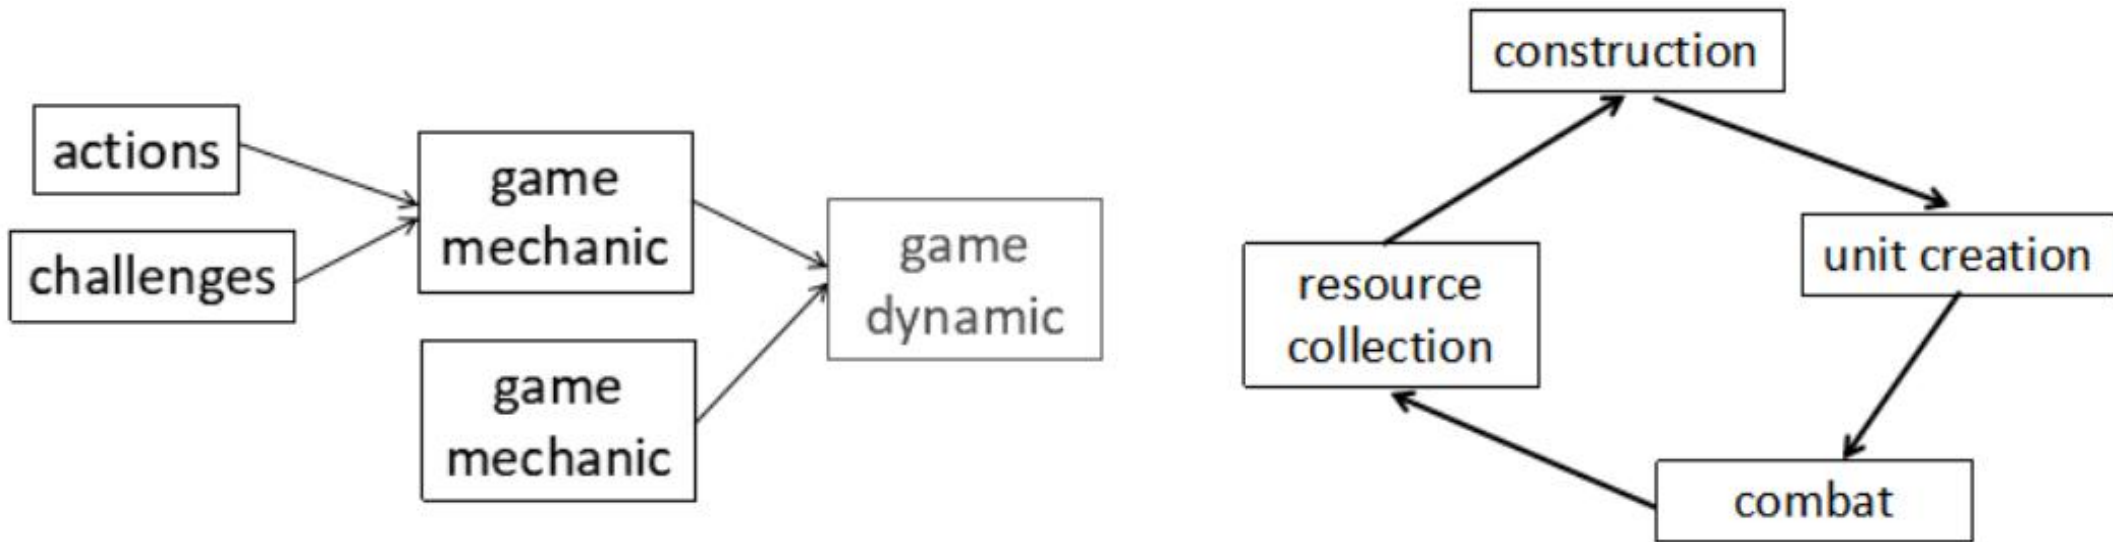 actions
challenges
game
mechanic
game
mechanic
game
dynamic
construction
unit creation
combat
resource
collection